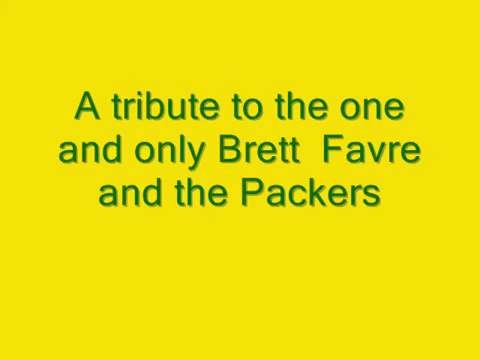 A tribute to the one
and only Brett  Favre
and the Packers